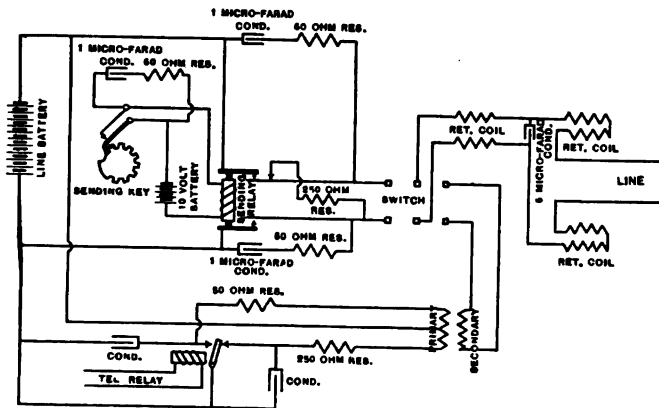 1 MICRO-FARAD
COND.
50 OHM RES.
1 MICRO-FARAD
COND.
50 OHM RES.
LINE BATTERY
SENDING KEY
10 VOLT
BATTERY
SENDING
RELAY
250 OHM
RES.
SWITCH
RET. COIL
6 MICRO-FARAD
COND.
RET. COIL
LINE
RET. COIL
50 OHM RES.
1 MICRO-FARAD
COND.
50 OHM RES.
PRIMARY
SECONDARY
COND.
250 OHM RES.
TEL RELAY
COND.